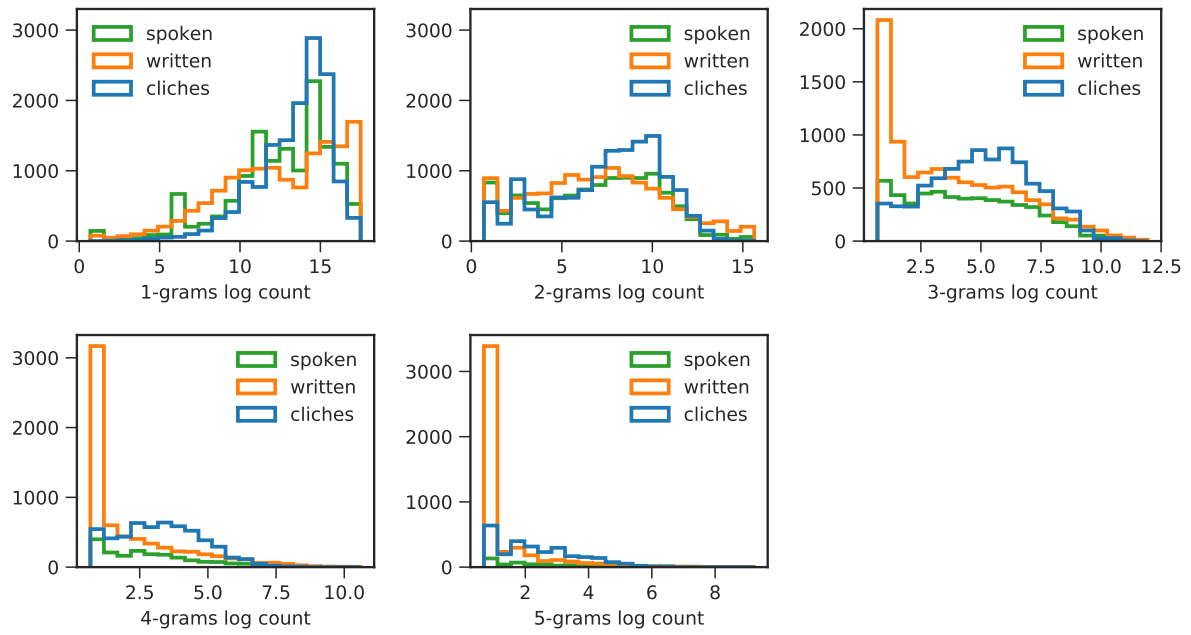 3000
2000
1000
0
spoken
written
cliches
0
5
10
15
1-grams log count
3000
2000
1000
0
spoken
written
cliches
0
5
10
15
2-grams log count
2000
1500
1000
500
0
spoken
written
cliches
2.5
5.0
7.5
10.0
12.5
3-grams log count
3000
2000
1000
0
spoken
written
cliches
2.5
5.0
7.5
10.0
4-grams log count
3000
2000
1000
0
spoken
written
cliches
2
4
6
8
5-grams log count